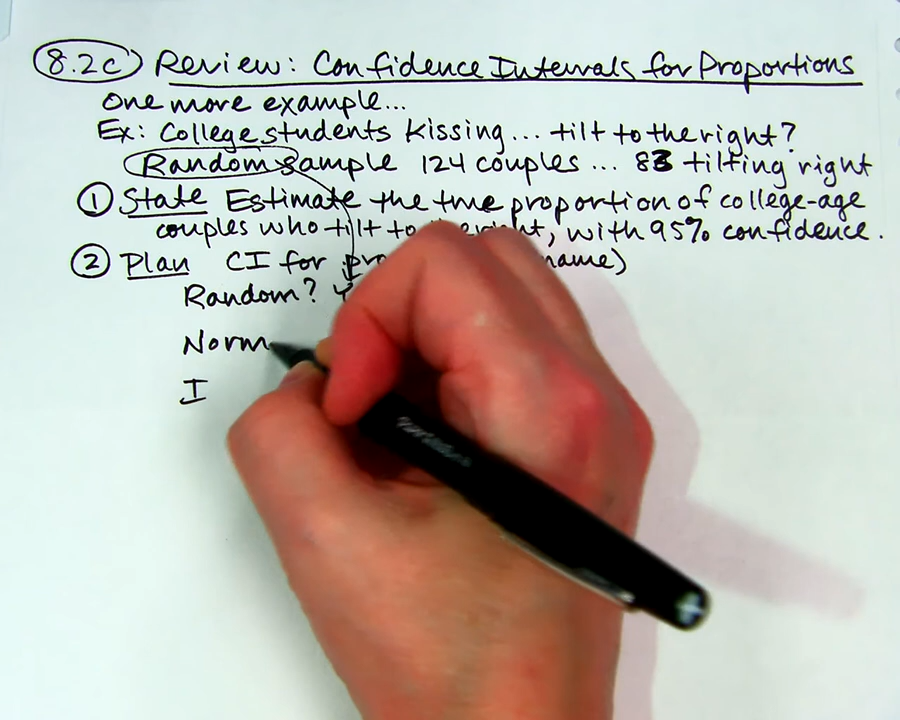 8.2c Review: Confidence Intervals for Proportions
One more example...
Ex: College students kissing... tilt to the right?
Random sample 124 couples ... 83 tilting right
① State Estimate the true proportion of college-age
couples who tilt to right, with 95% confidence.
② Plan CI for name)
Random? Y
Norm
I